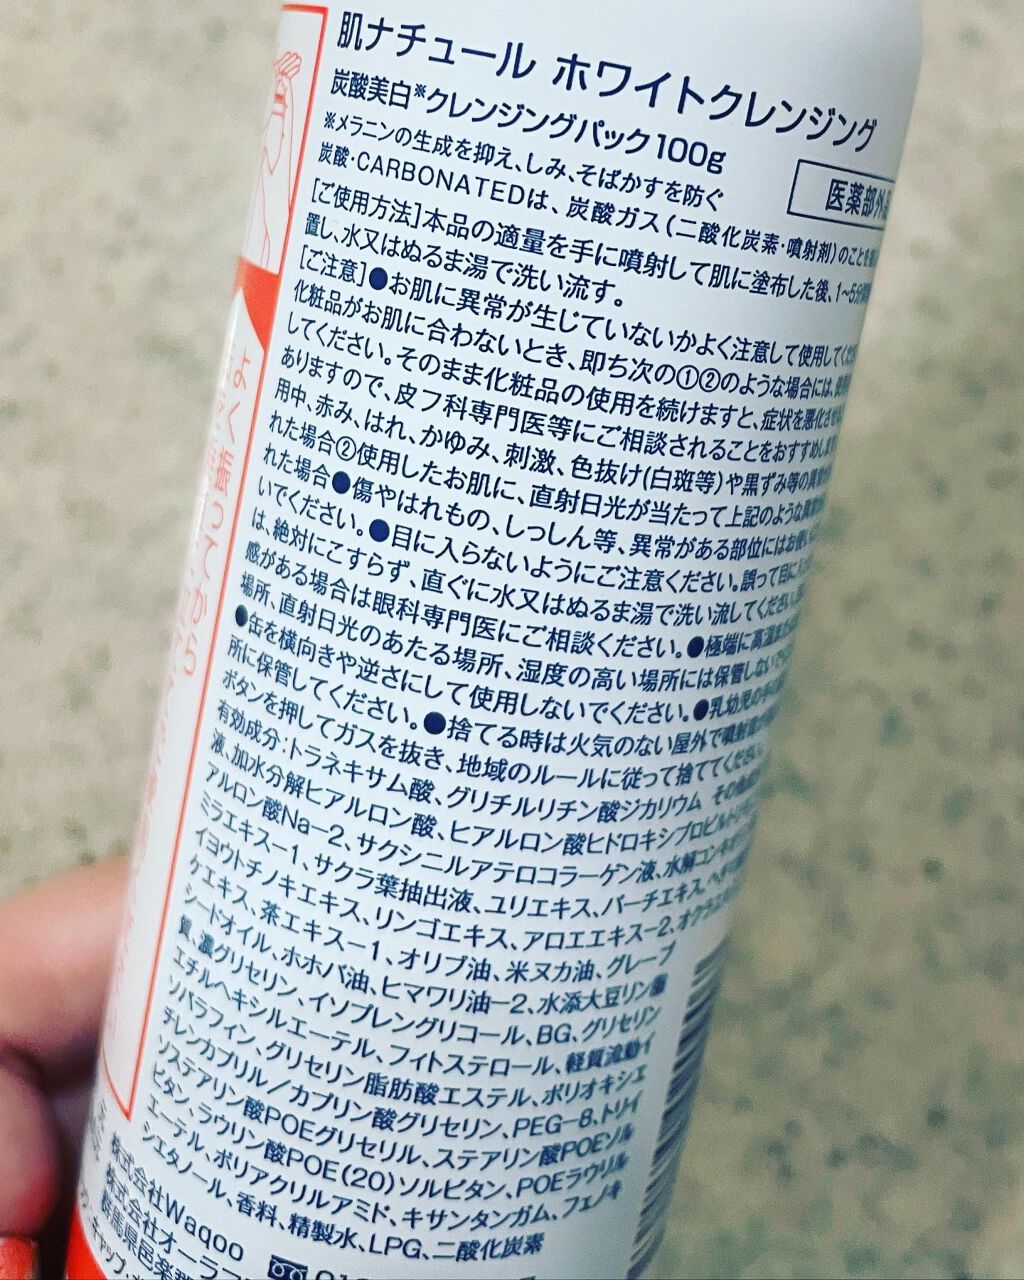 肌ナチュール ホワイトクレンジング
炭酸美白※クレンジングパック100g
医薬部外品
※メラニンの生成を抑え、しみ、そばかすを防ぐ
炭酸・CARBONATEDは、炭酸ガス(二酸化炭素・噴射剤)のことを
[ご使用方法]本品の適量を手に噴射して肌に塗布した後、1〜5分
置し、水又はぬるま湯で洗い流す。
[ご注意]●お肌に異常が生じていないかよく注意して使用してくだ
化粧品がお肌に合わないとき、即ち次の①②のような場合には、使用
してください。そのまま化粧品の使用を続けますと、症状を悪化させ
ありますので、皮フ科専門医等にご相談されることをおすすめしま
用中、赤み、はれ、かゆみ、刺激、色抜け(白斑等)や黒ずみ等の異常
れた場合②使用したお肌に、直射日光が当たって上記のような異常
れた場合●傷やはれもの、しっしん等、異常がある部位にはお使い
いでください。●目に入らないようにご注意ください。誤って目に
は、絶対にこすらず、直ぐに水又はぬるま湯で洗い流してください。
感がある場合は眼科専門医にご相談ください。●極端に高温または
場所、直射日光のあたる場所、湿度の高い場所には保管しないで
●缶を横向きや逆さにして使用しないでください。●乳幼児の手の
所に保管してください。●捨てる時は火気のない屋外で噴射音が
ボタンを押してガスを抜き、地域のルールに従って捨ててください
有効成分:トラネキサム酸、グリチルリチン酸ジカリウム その他
液、加水分解ヒアルロン酸、ヒアルロン酸ヒドロキシプロピル
アルロン酸Na−2、サクシニルアテロコラーゲン液、水解コンキオリン
ミラエキス−1、サクラ葉抽出液、ユリエキス、バーチエキス、
イヨウトチノキエキス、リンゴエキス、アロエエキス−2、オクラエキス
ケエキス、茶エキス−1、オリブ油、米ヌカ油、グレープ
シードオイル、ホホバ油、ヒマワリ油−2、水添大豆リン脂
質、濃グリセリン、イソプレングリコール、BG、グリセリン
エチルヘキシルエーテル、フィトステロール、軽質流動イ
ソパラフィン、グリセリン脂肪酸エステル、ポリオキシエ
チレンカプリル／カプリン酸グリセリン、PEG−8、トリイ
ソステアリン酸POEグリセリル、ステアリン酸POEソル
ビタン、ラウリン酸POE(20)ソルビタン、POEラウリル
エーテル、ポリアクリルアミド、キサンタンガム、フェノキ
シエタノール、香料、精製水、LPG、二酸化炭素
株式会社Waqoo
株式会社オーラ
群馬県邑楽郡
よく振ってから